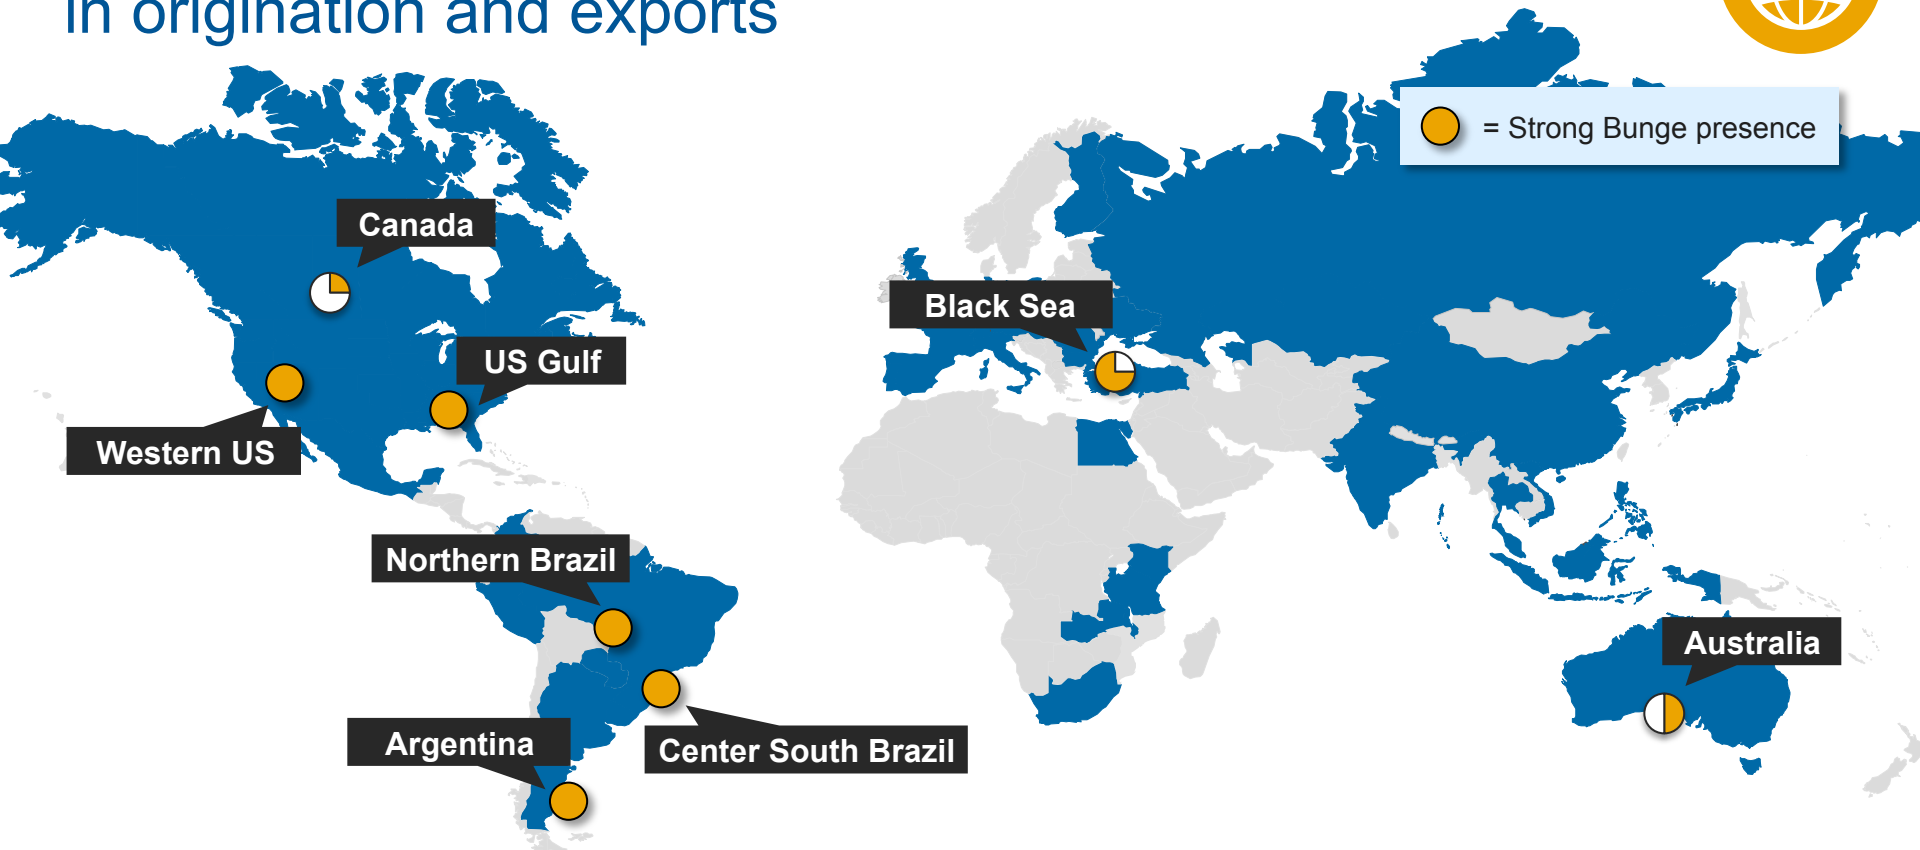 in origination and exports
= Strong Bunge presence
Canada
Black Sea
US Gulf
Western US
Northern Brazil
Australia
Argentina
Center South Brazil